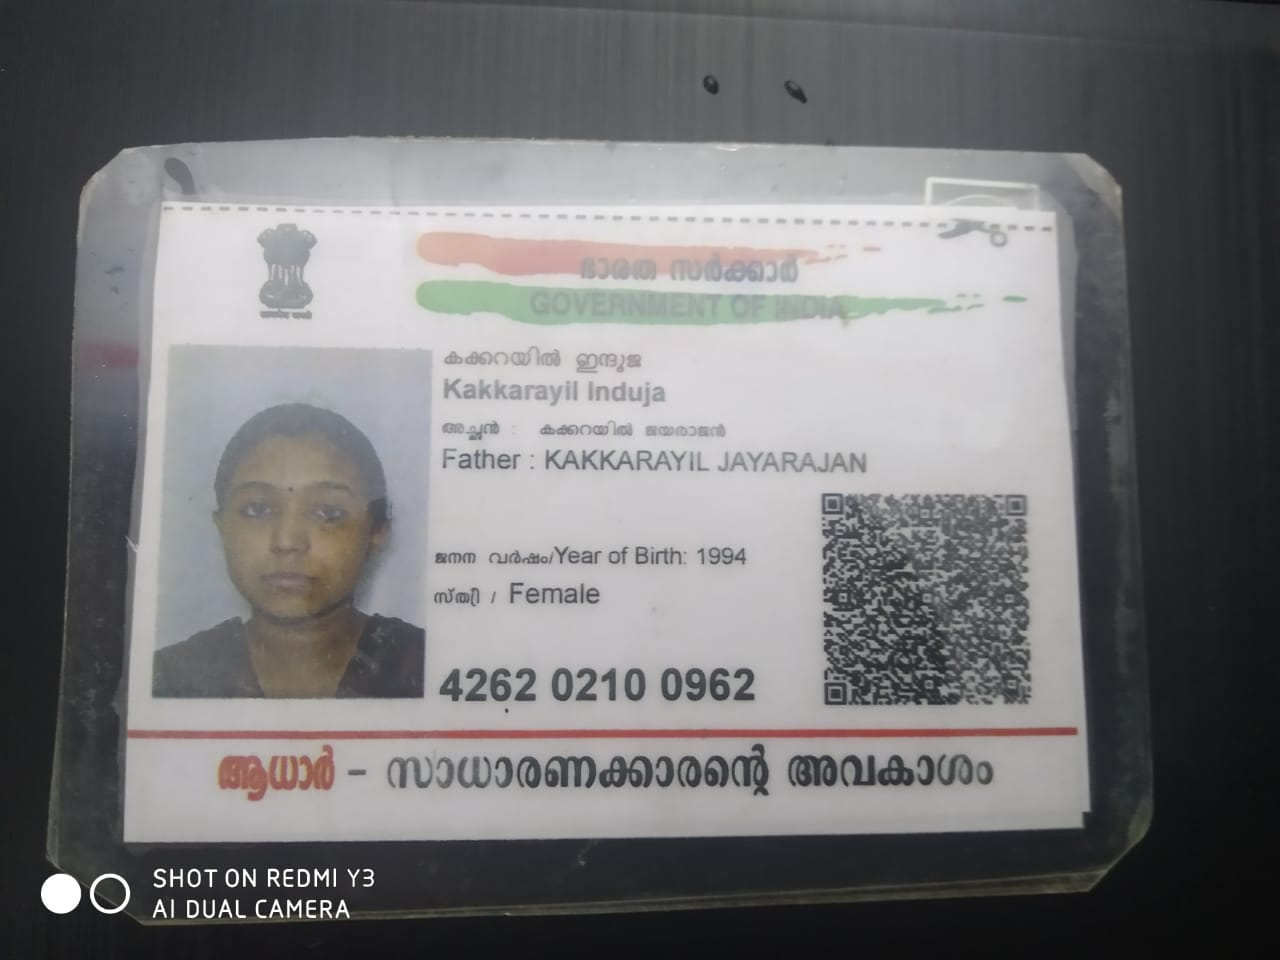 ഭാരത സർക്കാർ
GOVERNMENT OF INDIA
കക്കറയിൽ ഇന്ദുജ
Kakkarayil Induja
അച്ഛൻ : കക്കറയിൽ ജയരാജൻ
Father : KAKKARAYIL JAYARAJAN
ജനന വർഷം/Year of Birth: 1994
സ്ത്രീ / Female
4262 0210 0962
ആധാർ - സാധാരണക്കാരന്റെ അവകാശം
SHOT ON REDMI Y3
AI DUAL CAMERA